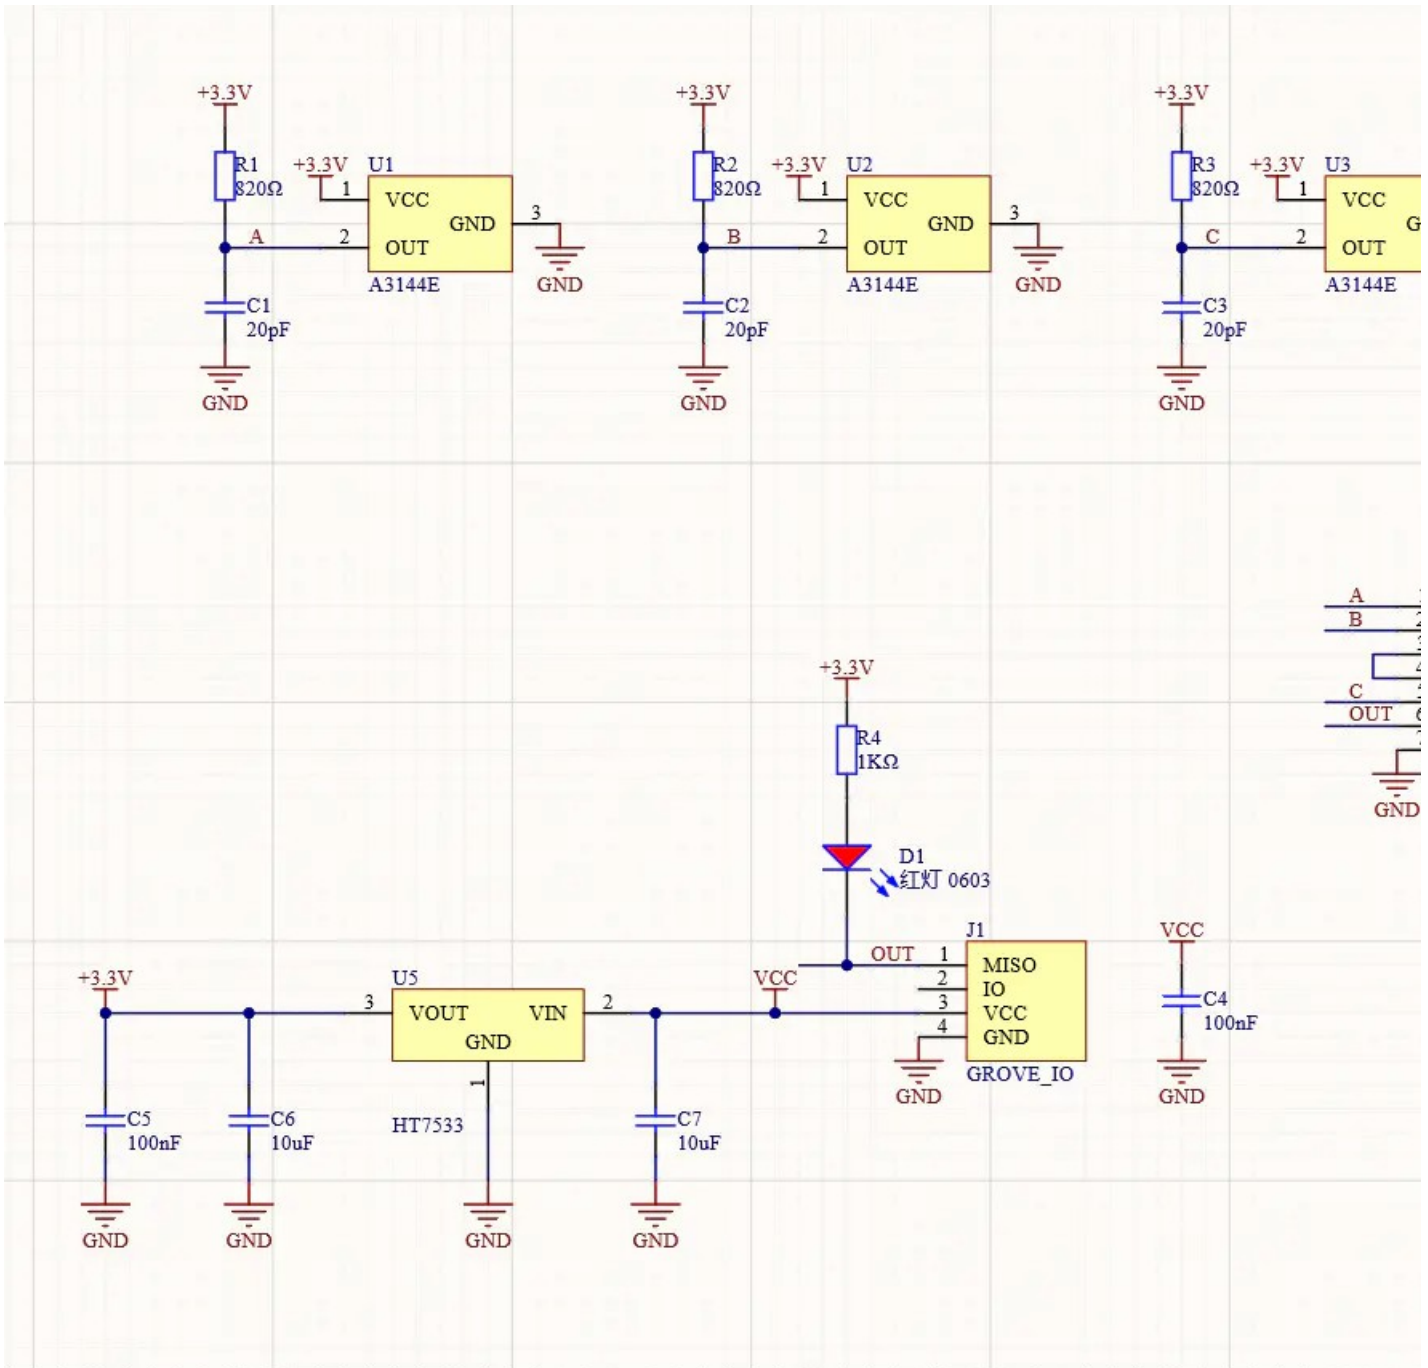 +3.3V
R1
820Ω
+3.3V
U1
1
VCC
GND
3
A
2
OUT
A3144E
GND
C1
20pF
GND
+3.3V
R2
820Ω
+3.3V
U2
1
VCC
GND
3
B
2
OUT
A3144E
GND
C2
20pF
GND
+3.3V
R3
820Ω
+3.3V
U3
1
VCC
C
2
OUT
A3144E
C3
20pF
GND
A
B
C
OUT
GND
+3.3V
R4
1KΩ
D1
红灯 0603
J1
OUT
1
MISO
2
IO
VCC
3
VCC
4
GND
GND
GROVE_IO
VCC
C4
100nF
GND
+3.3V
U5
3
VOUT
VIN
2
GND
1
HT7533
C5
100nF
C6
10uF
C7
10uF
GND
GND
GND
GND